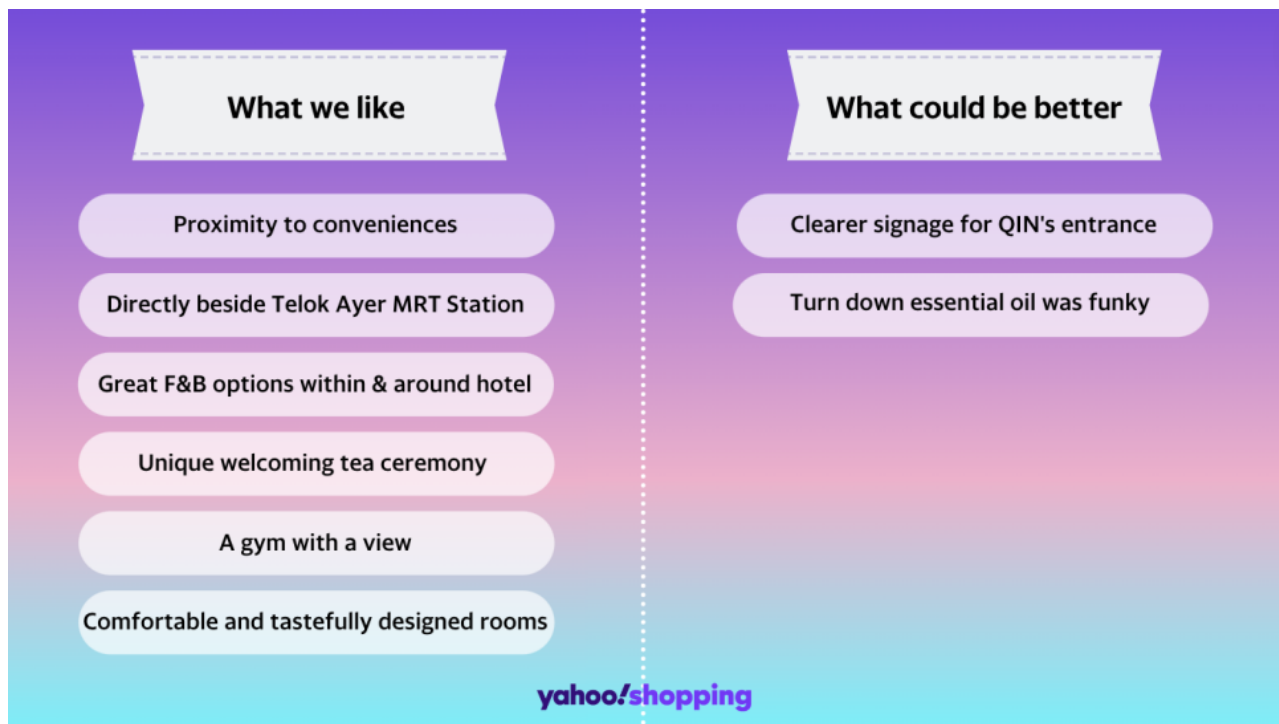 What we like
Proximity to conveniences
Directly beside Telok Ayer MRT Station
Great F&B options within & around hotel
Unique welcoming tea ceremony
A gym with a view
Comfortable and tastefully designed rooms
What could be better
Clearer signage for QIN's entrance
Turn down essential oil was funky
yahoo!shopping